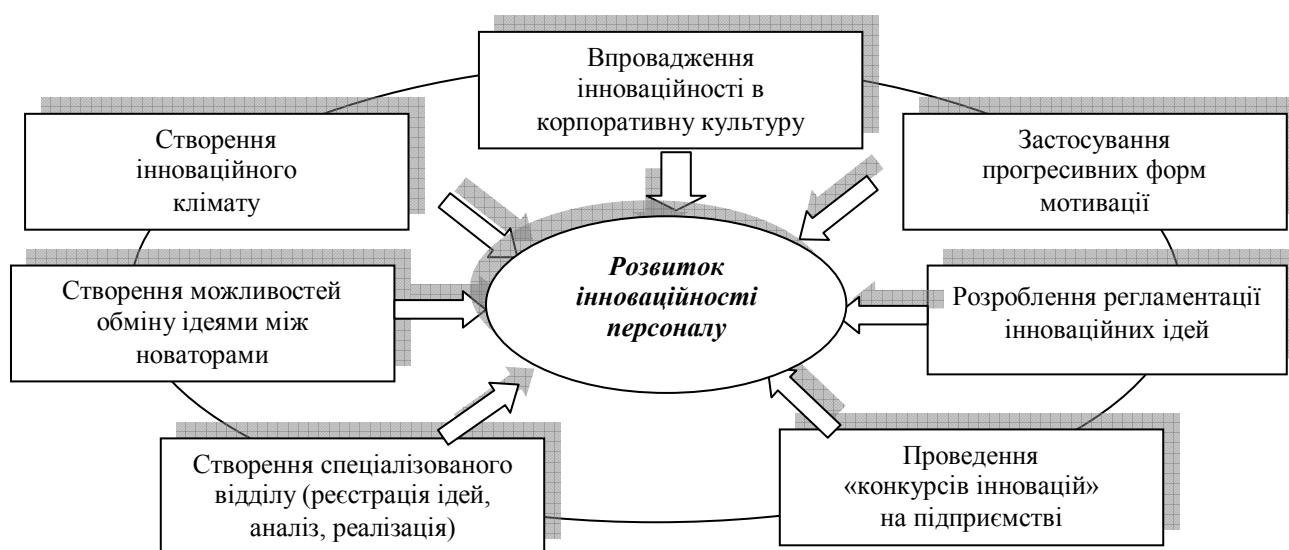 Впровадження
інноваційності в
корпоративну культуру
Створення
інноваційного
клімату
Застосування
прогресивних форм
мотивації
Розвиток
інноваційності
персоналу
Створення можливостей
обміну ідеями між
новаторами
Розроблення регламентації
інноваційних ідей
Створення спеціалізованого
відділу (реєстрація ідей,
аналіз, реалізація)
Проведення
«конкурсів інновацій»
на підприємстві